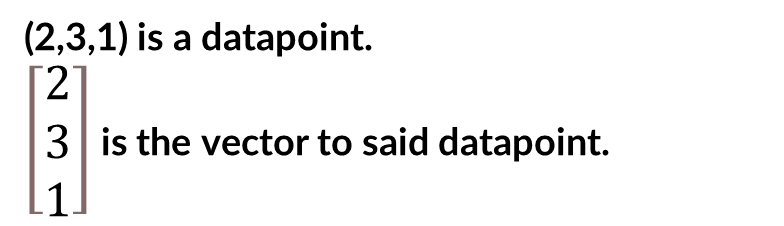 (2,3,1) is a datapoint.
2
3 is the vector to said datapoint.
1